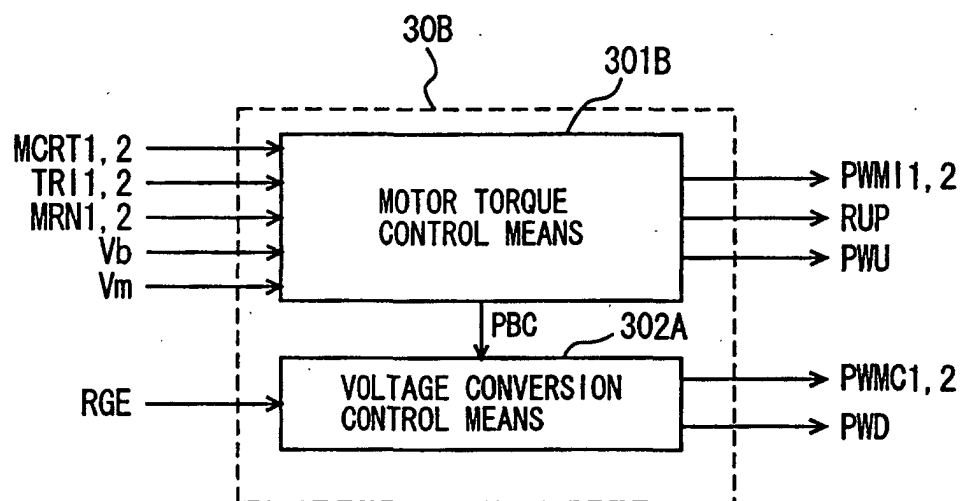 30B
301B
MCRT1, 2
TRI1, 2
MRN1, 2
Vb
Vm
MOTOR TORQUE
CONTROL MEANS
PWMI1, 2
RUP
PWU
PBC
302A
RGE
VOLTAGE CONVERSION
CONTROL MEANS
PWMC1, 2
PWD